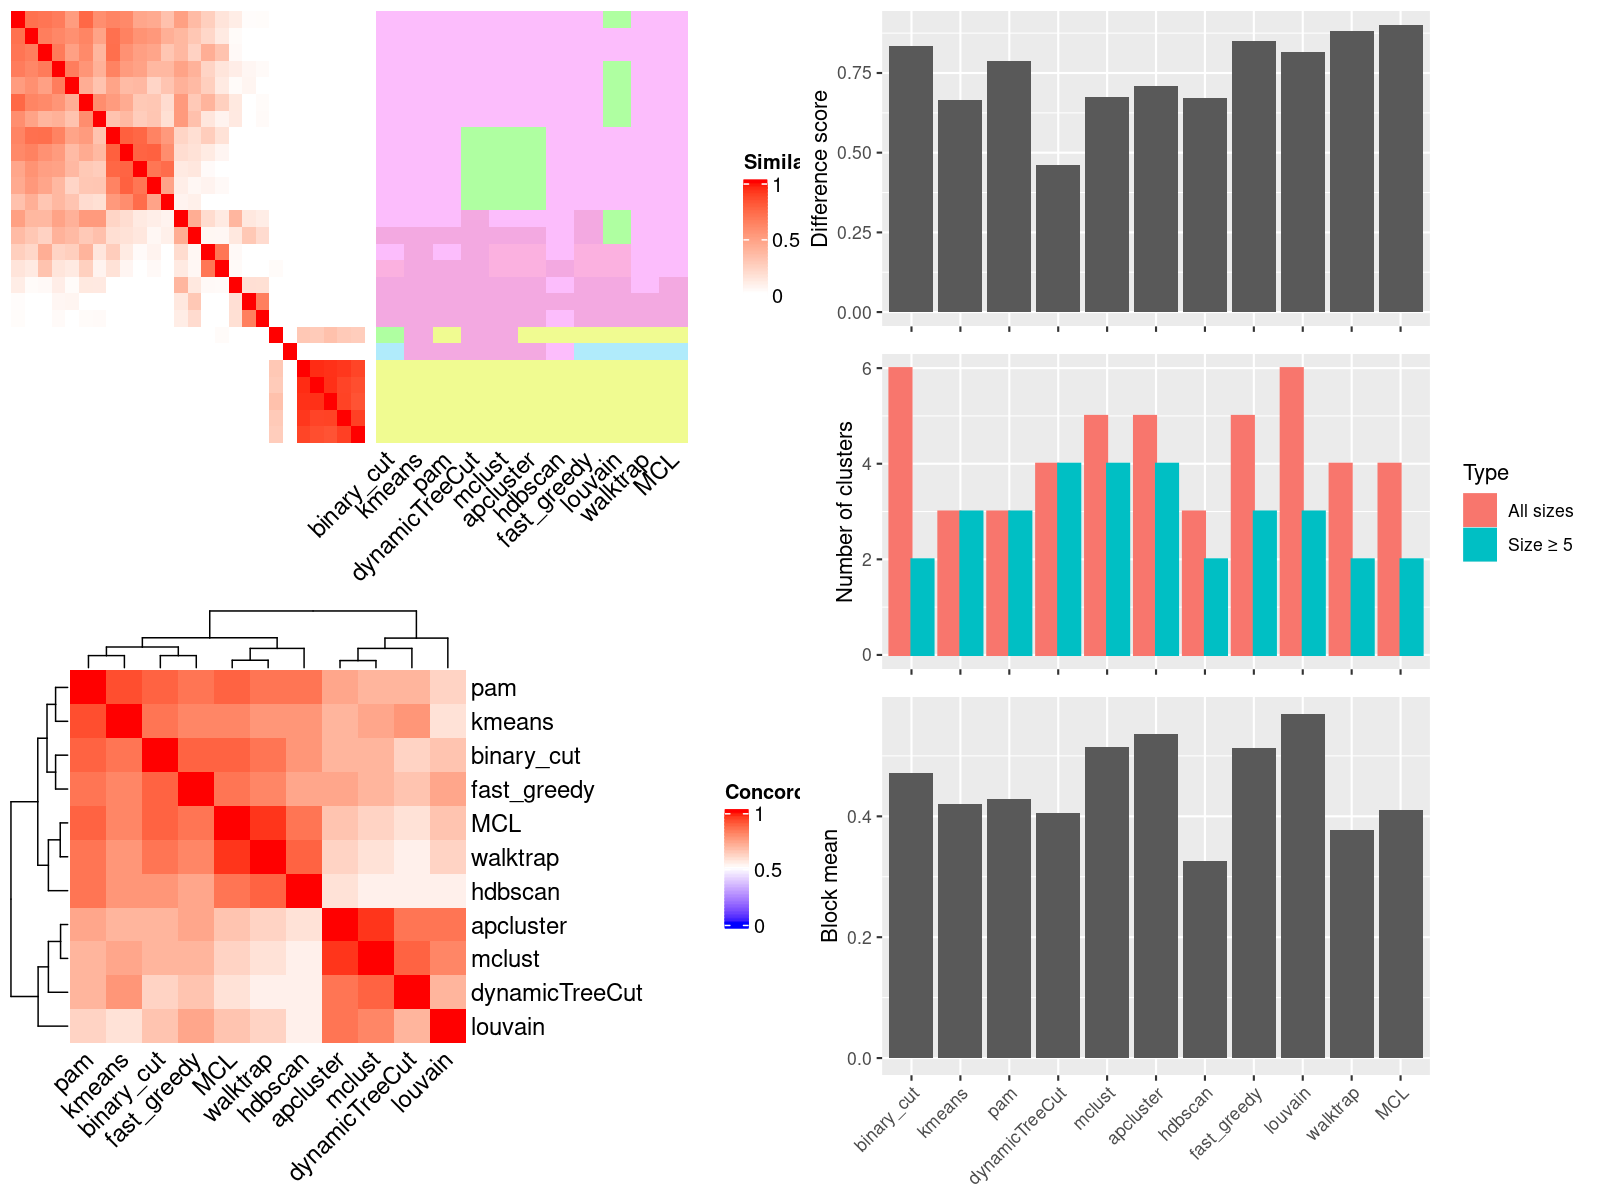 Simila
1
0.5
0
binary_cut
kmeans
pam
dynamicTreeCut
mclust
apcluster
hdbscan
fast_greedy
louvain
walktrap
MCL
pam
kmeans
binary_cut
fast_greedy
MCL
walktrap
hdbscan
apcluster
mclust
dynamicTreeCut
louvain
pam
kmeans
binary_cut
fast_greedy
MCL
walktrap
hdbscan
apcluster
mclust
dynamicTreeCut
louvain
Concord
1
0.5
0
Difference score
0.75
0.50
0.25
0.00
Number of clusters
6
4
2
0
Type
All sizes
Size ≥ 5
Block mean
0.4
0.2
0.0
binary_cut
kmeans
pam
dynamicTreeCut
mclust
apcluster
hdbscan
fast_greedy
louvain
walktrap
MCL